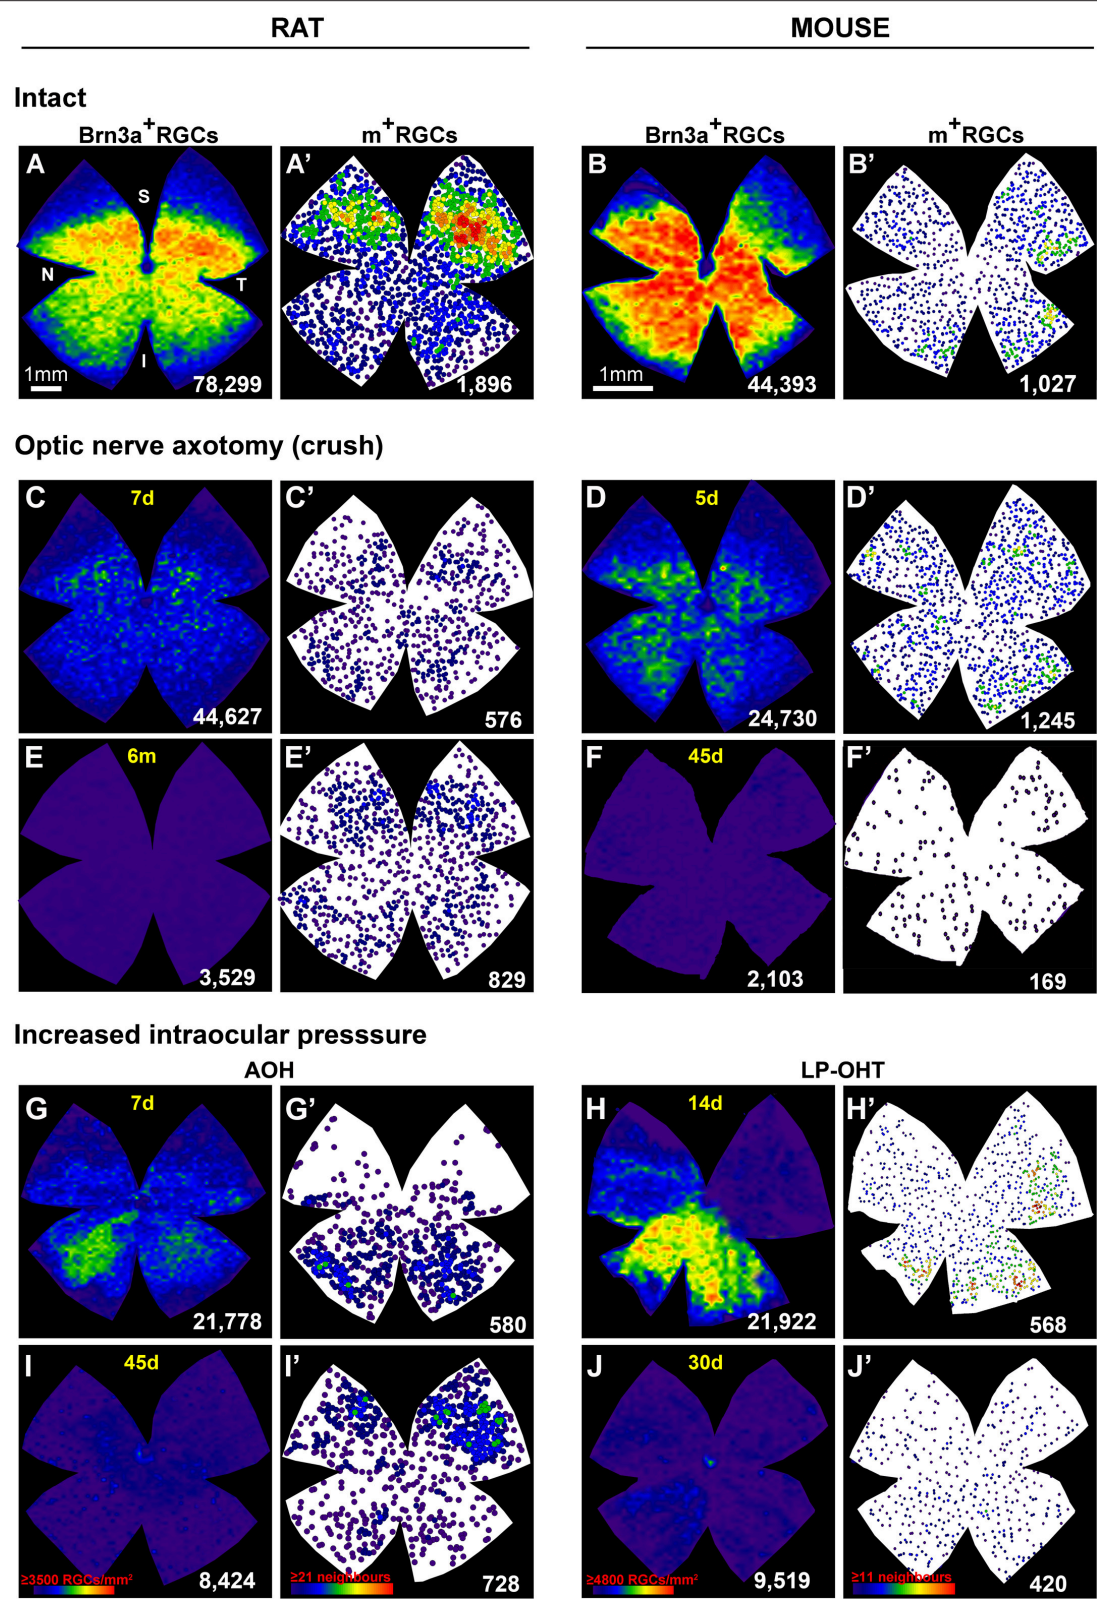 RAT MOUSE
Intact
Brn3a+RGCs m+RGCs Brn3a+RGCs m+RGCs
A A' B B'
S
N T
I
1mm 78,299 1,896 1mm 44,393 1,027
Optic nerve axotomy (crush)
C 7d C' D 5d D'
44,627 576 24,730 1,245
E 6m E' F 45d F'
3,529 829 2,103 169
Increased intraocular presssure
AOH LP-OHT
G 7d G' H 14d H'
21,778 580 21,922 568
I 45d I' J 30d J'
≥3500 RGCs/mm² ≥21 neighbours ≥4800 RGCs/mm² ≥11 neighbours
8,424 728 9,519 420